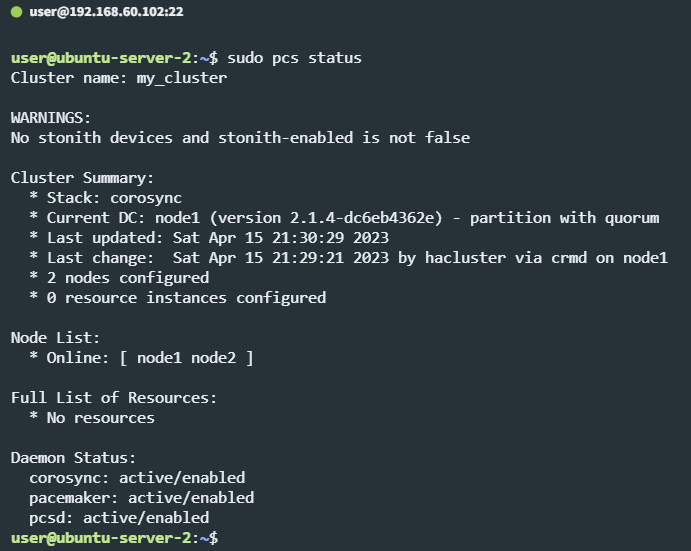 user@192.168.60.102:22
user@ubuntu-server-2:~$ sudo pcs status
Cluster name: my_cluster

WARNINGS:
No stonith devices and stonith-enabled is not false

Cluster Summary:
  * Stack: corosync
  * Current DC: node1 (version 2.1.4-dc6eb4362e) - partition with quorum
  * Last updated: Sat Apr 15 21:30:29 2023
  * Last change:  Sat Apr 15 21:29:21 2023 by hacluster via crmd on node1
  * 2 nodes configured
  * 0 resource instances configured

Node List:
  * Online: [ node1 node2 ]

Full List of Resources:
  * No resources

Daemon Status:
  corosync: active/enabled
  pacemaker: active/enabled
  pcsd: active/enabled
user@ubuntu-server-2:~$